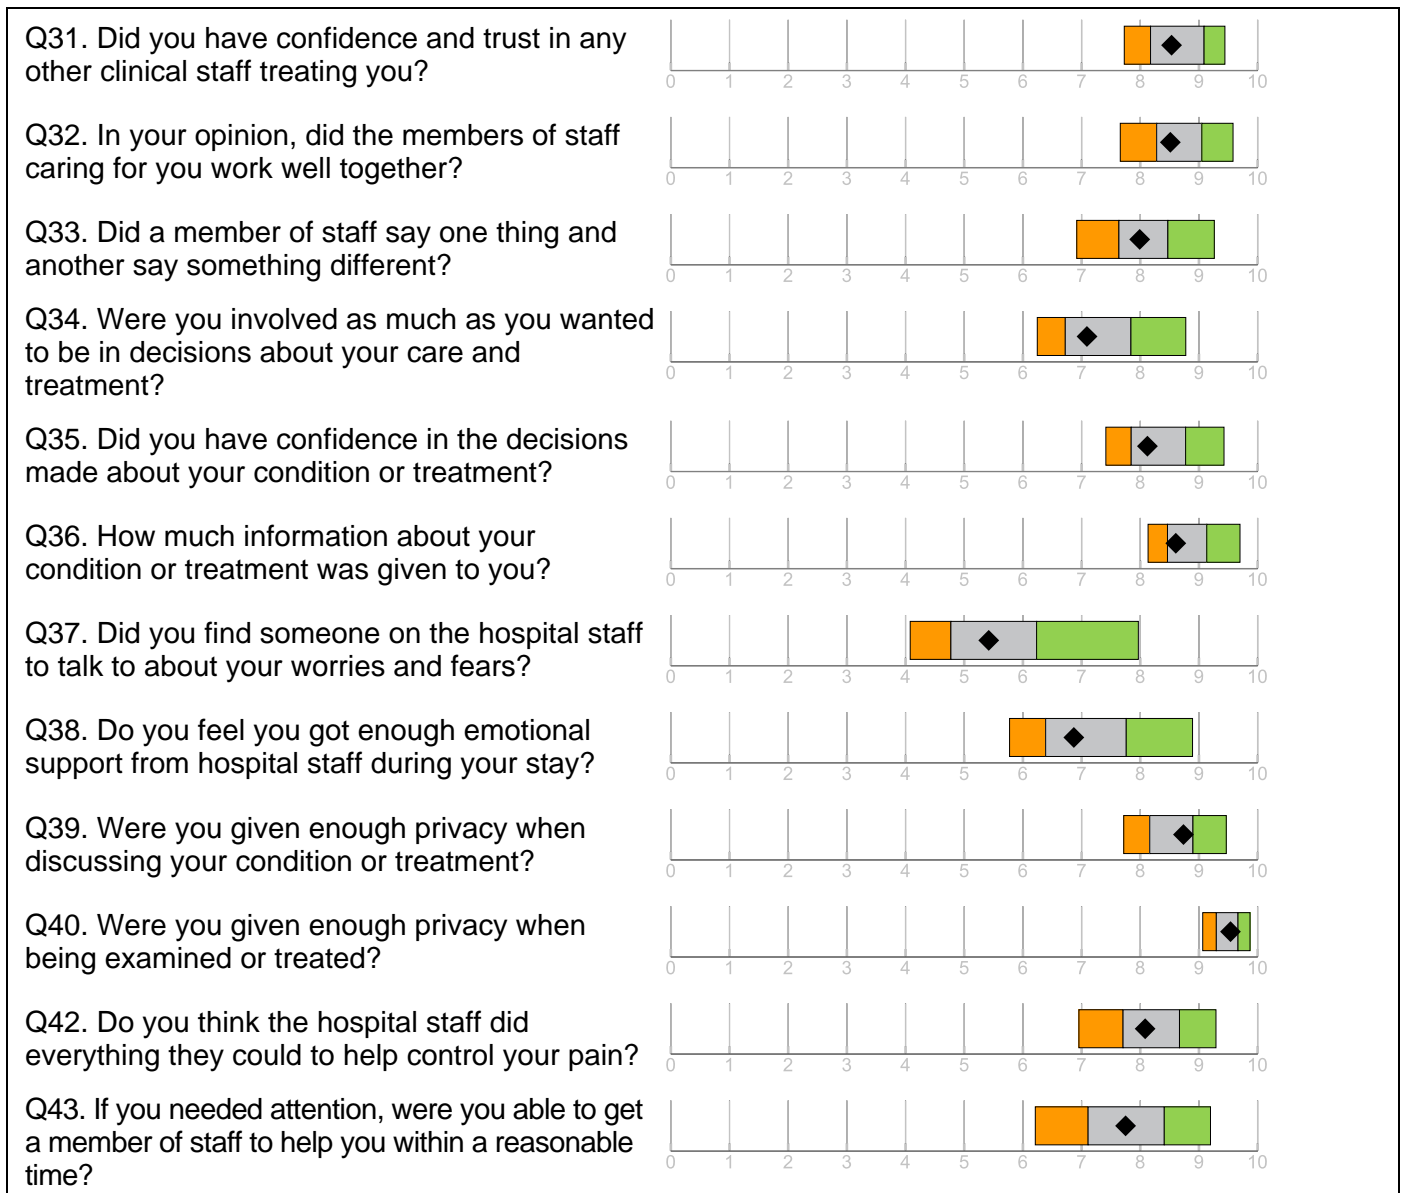 Q31. Did you have confidence and trust in any
other clinical staff treating you?
0 1 2 3 4 5 6 7 8 9 10
Q32. In your opinion, did the members of staff
caring for you work well together?
0 1 2 3 4 5 6 7 8 9 10
Q33. Did a member of staff say one thing and
another say something different?
0 1 2 3 4 5 6 7 8 9 10
Q34. Were you involved as much as you wanted
to be in decisions about your care and
treatment?
0 1 2 3 4 5 6 7 8 9 10
Q35. Did you have confidence in the decisions
made about your condition or treatment?
0 1 2 3 4 5 6 7 8 9 10
Q36. How much information about your
condition or treatment was given to you?
0 1 2 3 4 5 6 7 8 9 10
Q37. Did you find someone on the hospital staff
to talk to about your worries and fears?
0 1 2 3 4 5 6 7 8 9 10
Q38. Do you feel you got enough emotional
support from hospital staff during your stay?
0 1 2 3 4 5 6 7 8 9 10
Q39. Were you given enough privacy when
discussing your condition or treatment?
0 1 2 3 4 5 6 7 8 9 10
Q40. Were you given enough privacy when
being examined or treated?
0 1 2 3 4 5 6 7 8 9 10
Q42. Do you think the hospital staff did
everything they could to help control your pain?
0 1 2 3 4 5 6 7 8 9 10
Q43. If you needed attention, were you able to get
a member of staff to help you within a reasonable
time?
0 1 2 3 4 5 6 7 8 9 10